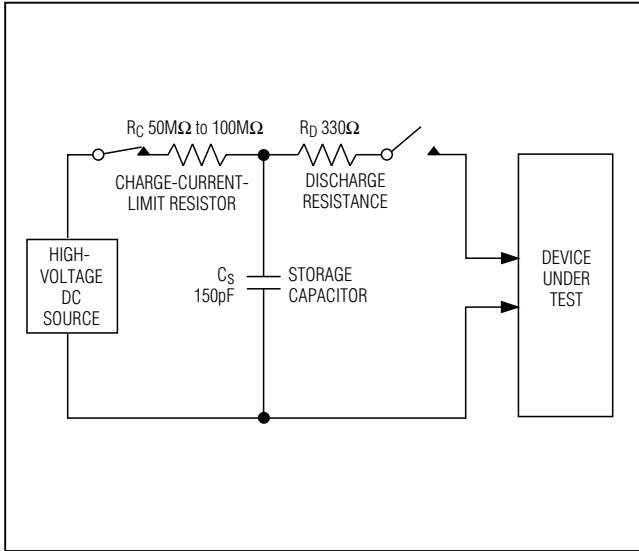 R_C 50MΩ to 100MΩ
CHARGE-CURRENT-
LIMIT RESISTOR
R_D 330Ω
DISCHARGE
RESISTANCE
HIGH-
VOLTAGE
DC
SOURCE
C_S
150pF
STORAGE
CAPACITOR
DEVICE
UNDER
TEST